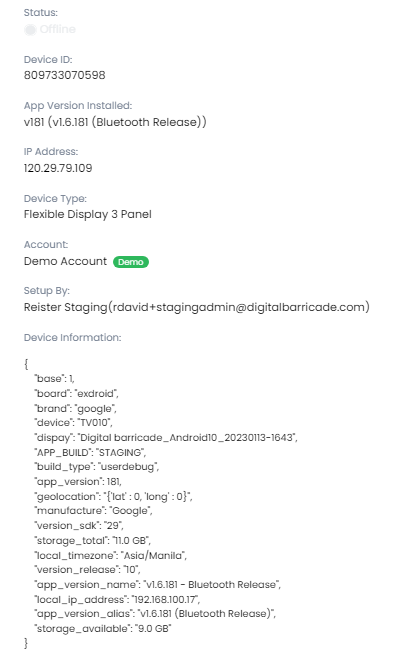 Status:
Offline
Device ID:
809733070598
App Version Installed:
v181 (v1.6.181 (Bluetooth Release))
IP Address:
120.29.79.109
Device Type:
Flexible Display 3 Panel
Account:
Demo Account Demo
Setup By:
Reister Staging(rdavid+stagingadmin@digitalbarricade.com)
Device Information:
{
"base": 1,
"board": "exdroid",
"brand": "google",
"device": "TV010",
"dispay": "Digital barricade_Android10_20230113-1643",
"APP_BUILD": "STAGING",
"build_type": "userdebug",
"app_version": 181,
"geolocation": "{'lat' : 0, 'long' : 0}",
"manufacture": "Google",
"version_sdk": "29",
"storage_total": "11.0 GB",
"local_timezone": "Asia/Manila",
"version_release": "10",
"app_version_name": "v1.6.181 - Bluetooth Release",
"local_ip_address": "192.168.100.17",
"app_version_alias": "v1.6.181 (Bluetooth Release)",
"storage_available": "9.0 GB"
}